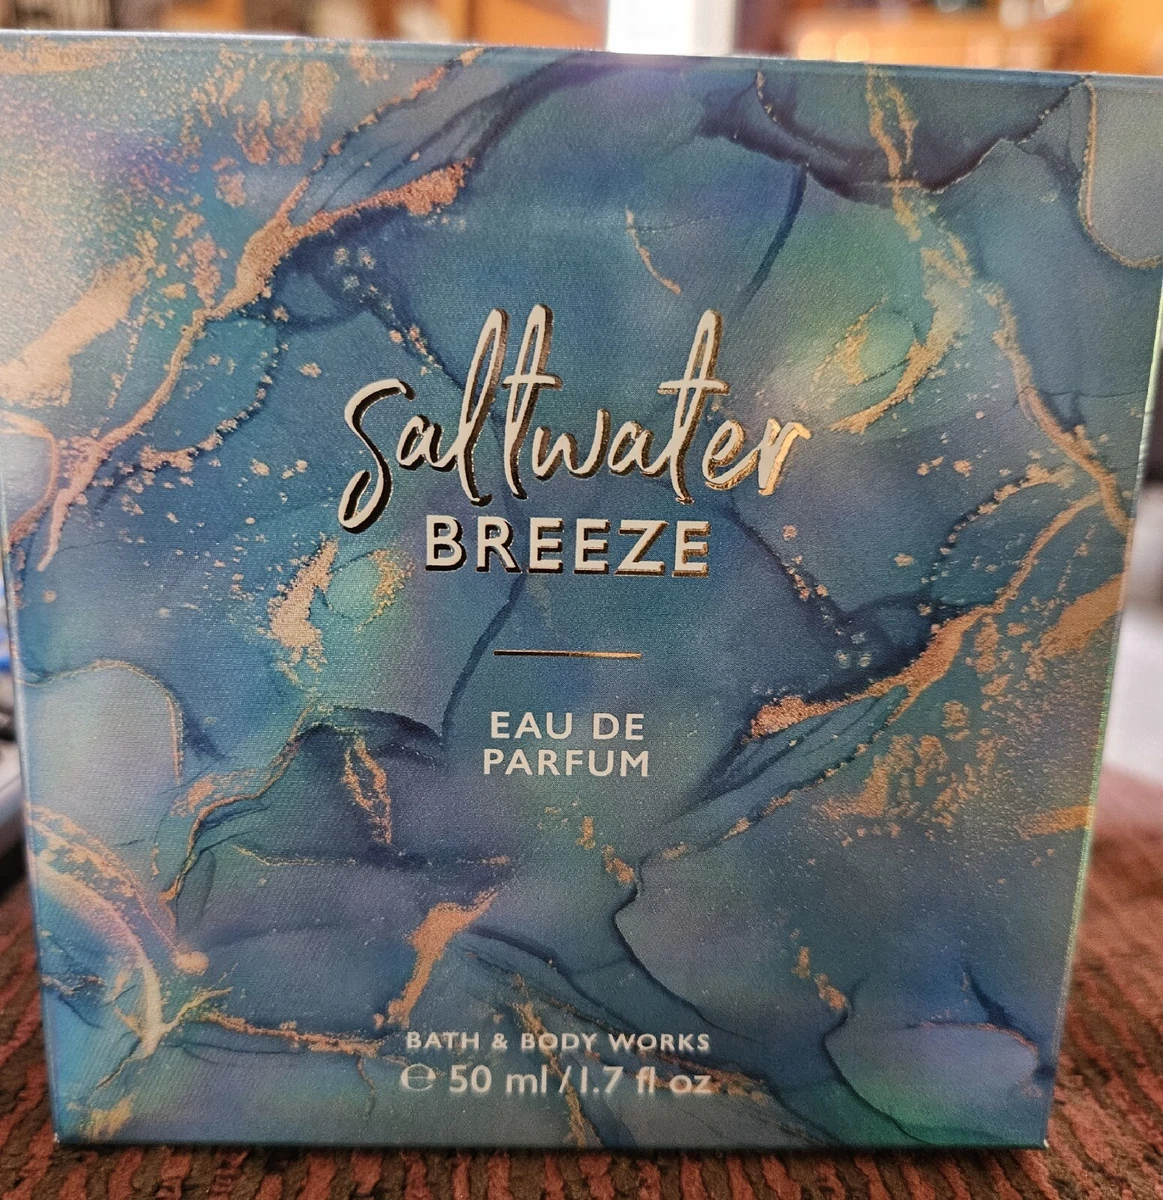 Saltwater
BREEZE
EAU DE
PARFUM
BATH & BODY WORKS
℮ 50 ml / 1.7 fl oz